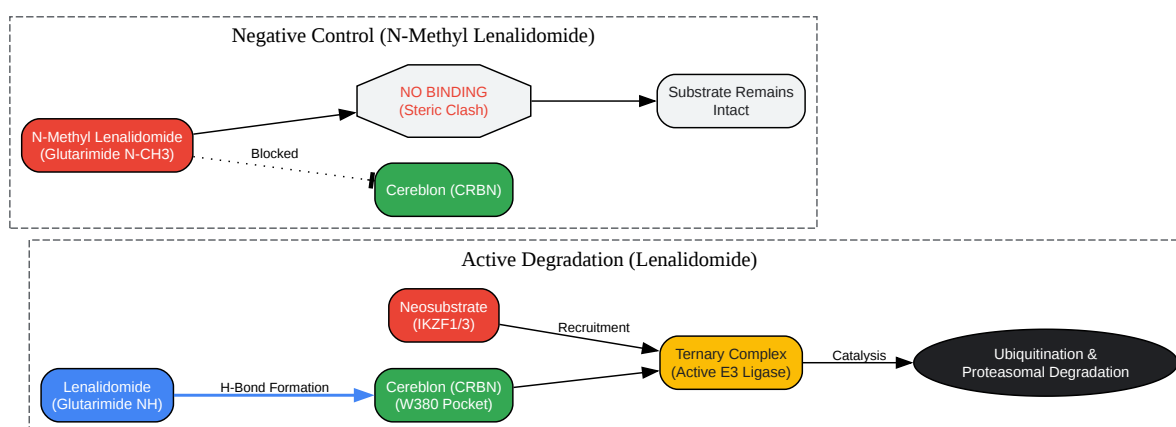 Negative Control (N-Methyl Lenalidomide)
NO BINDING
(Steric Clash)
Substrate Remains
Intact
N-Methyl Lenalidomide
(Glutarimide N-CH3)
Blocked
Cereblon (CRBN)
Active Degradation (Lenalidomide)
Neosubstrate
(IKZF1/3)
Recruitment
Ternary Complex
(Active E3 Ligase)
Catalysis
Ubiquitination &
Proteasomal Degradation
Lenalidomide
(Glutarimide NH)
H-Bond Formation
Cereblon (CRBN)
(W380 Pocket)